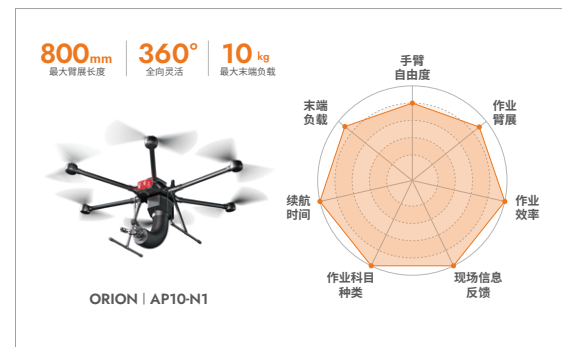 800mm
最大臂展长度
360°
全向灵活
10 kg
最大末端负载
ORION | AP10-N1
手臂
自由度
作业
臂展
作业
效率
现场信息
反馈
作业科目
种类
续航
时间
末端
负载